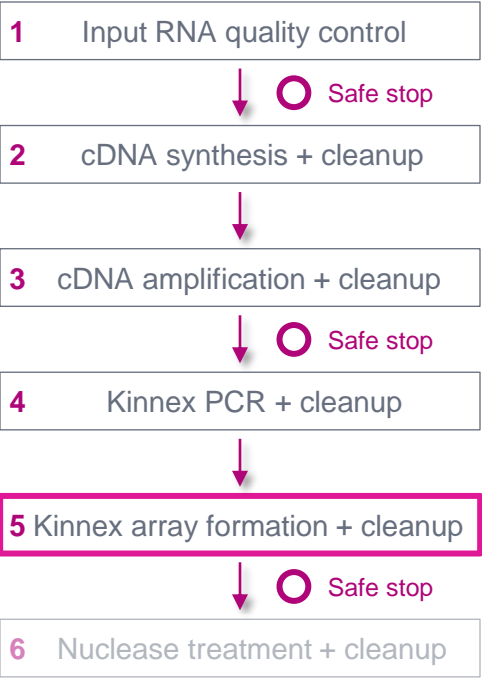 1 Input RNA quality control
Safe stop
2 cDNA synthesis + cleanup
3 cDNA amplification + cleanup
Safe stop
4 Kinnex PCR + cleanup
5 Kinnex array formation + cleanup
Safe stop
6 Nuclease treatment + cleanup